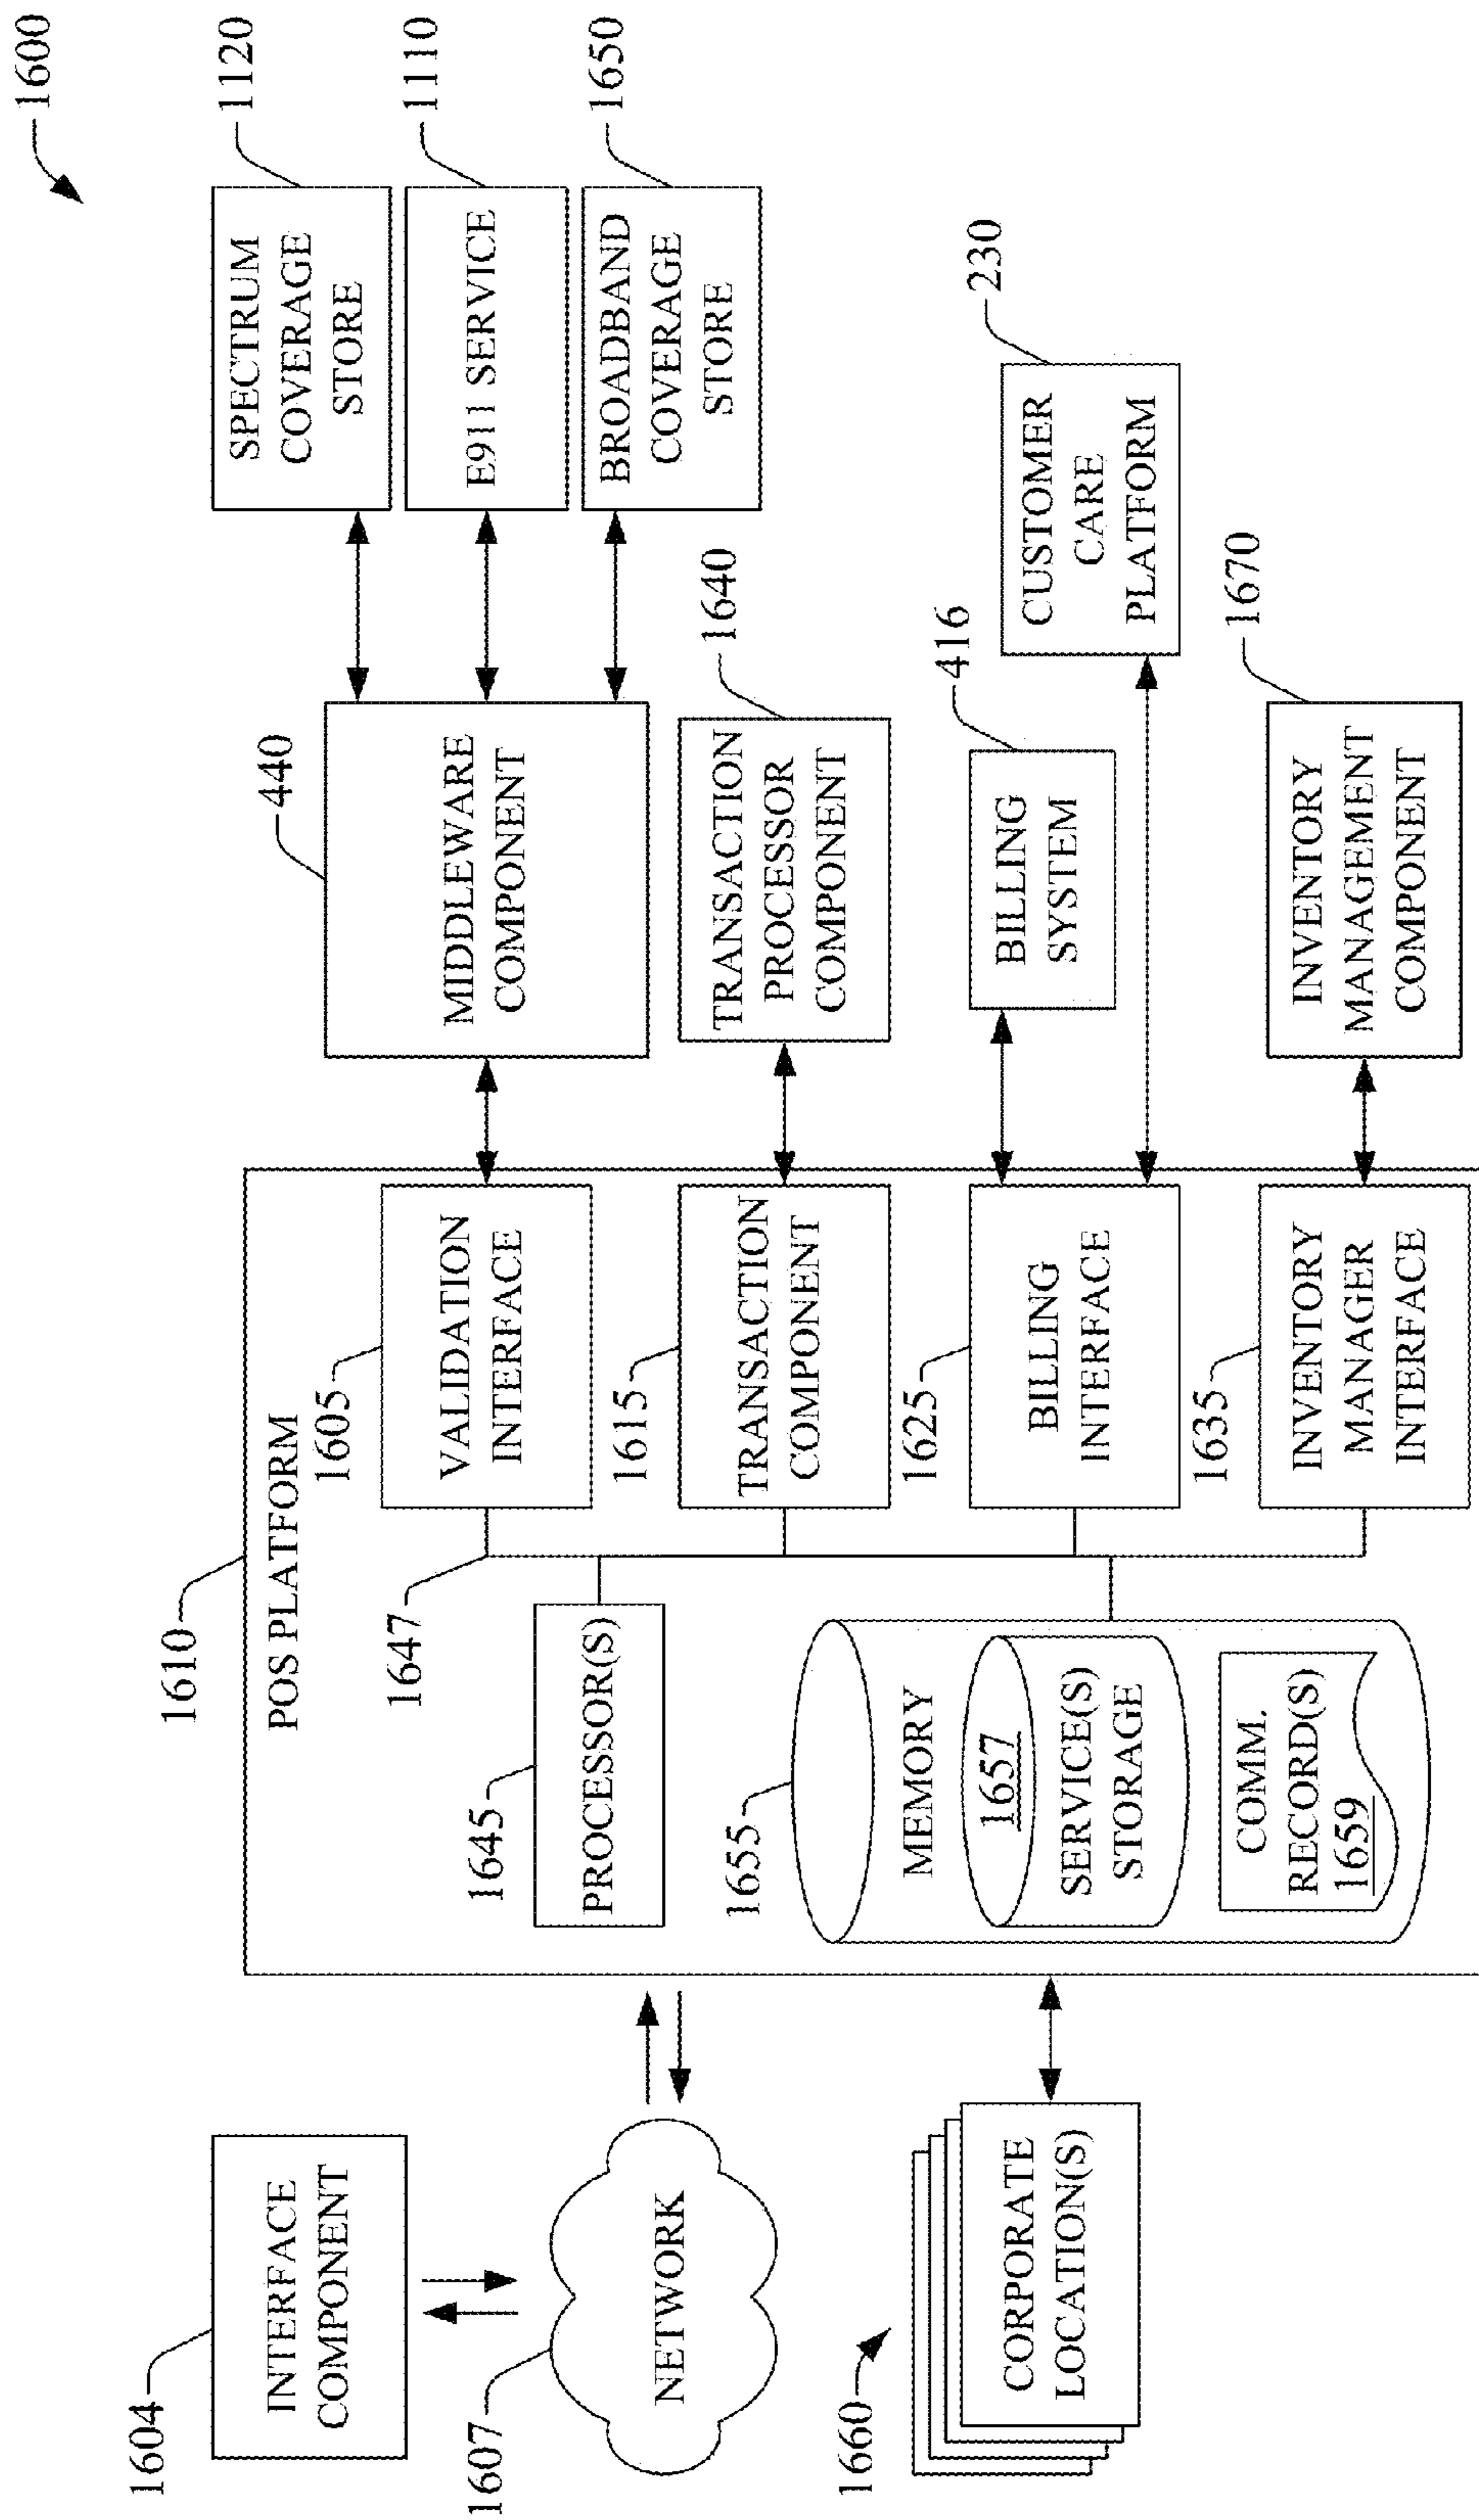 1600
1604
INTERFACE
COMPONENT
1607
NETWORK
1660
CORPORATE
LOCATION(S)
1610
POS PLATFORM
1645
PROCESSOR(S)
1647
1655
MEMORY
1657
SERVICE(S)
STORAGE
COMM.
RECORD(S)
1659
1605
VALIDATION
INTERFACE
1615
TRANSACTION
COMPONENT
1625
BILLING
INTERFACE
1635
INVENTORY
MANAGER
INTERFACE
440
MIDDLEWARE
COMPONENT
1640
TRANSACTION
PROCESSOR
COMPONENT
416
BILLING
SYSTEM
230
CUSTOMER
CARE
PLATFORM
1670
INVENTORY
MANAGEMENT
COMPONENT
1120
SPECTRUM
COVERAGE
STORE
1110
E911 SERVICE
1650
BROADBAND
COVERAGE
STORE